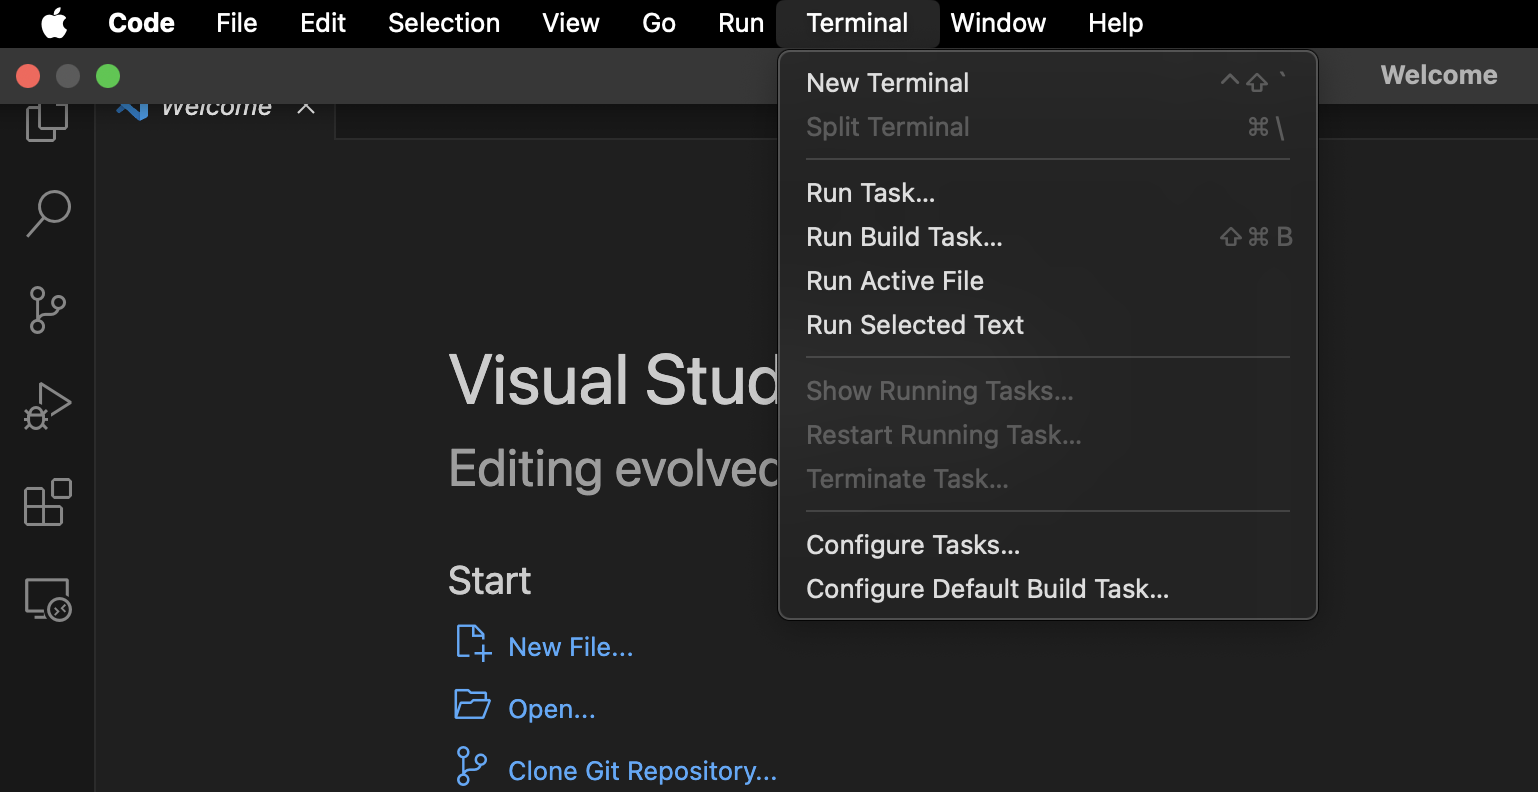 Code File Edit Selection View Go Run Terminal Window Help
Welcome
Welcome
New Terminal ^⇧`
Split Terminal ⌘\
Run Task...
Run Build Task... ⇧⌘B
Run Active File
Run Selected Text
Show Running Tasks...
Restart Running Task...
Terminate Task...
Configure Tasks...
Configure Default Build Task...
Visual Stud
Editing evolved
Start
New File...
Open...
Clone Git Repository...